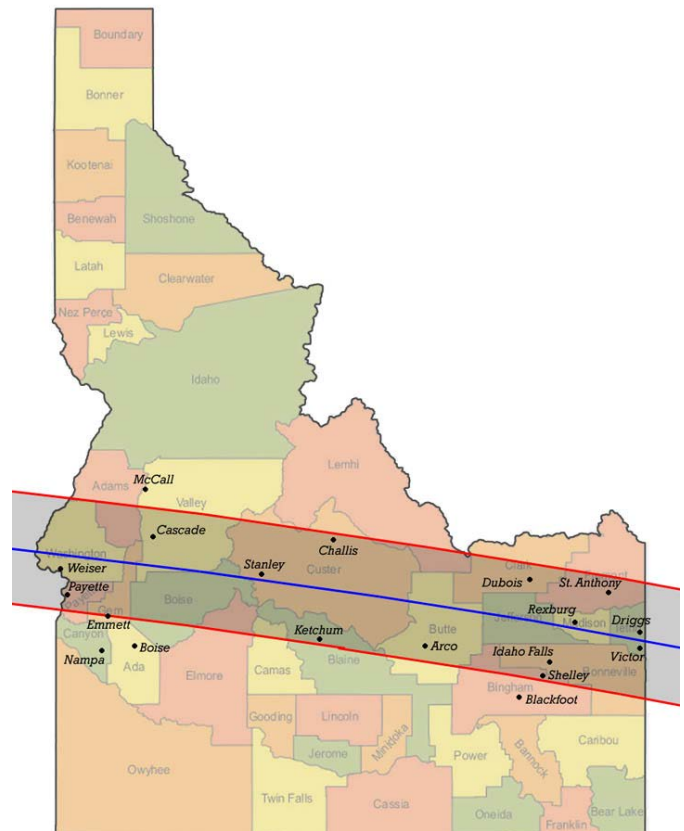 Boundary
Bonner
Kootenai
Benewah
Shoshone
Latah
Clearwater
Nez Perce
Lewis
Idaho
Lemhi
Adams
McCall
Valley
Cascade
Challis
Washington
Weiser
Stanley
Custer
Clark
Fremont
Dubois
St. Anthony
Payette
Boise
Gem
Jefferson
Rexburg
Madison
Driggs
Emmett
Canyon
Ketchum
Butte
Teton
Nampa
Boise
Ada
Arco
Idaho Falls
Victor
Elmore
Camas
Blaine
Shelley
Bonneville
Bingham
Blackfoot
Gooding
Lincoln
Minidoka
Jerome
Power
Bannock
Caribou
Owyhee
Twin Falls
Cassia
Oneida
Franklin
Bear Lake